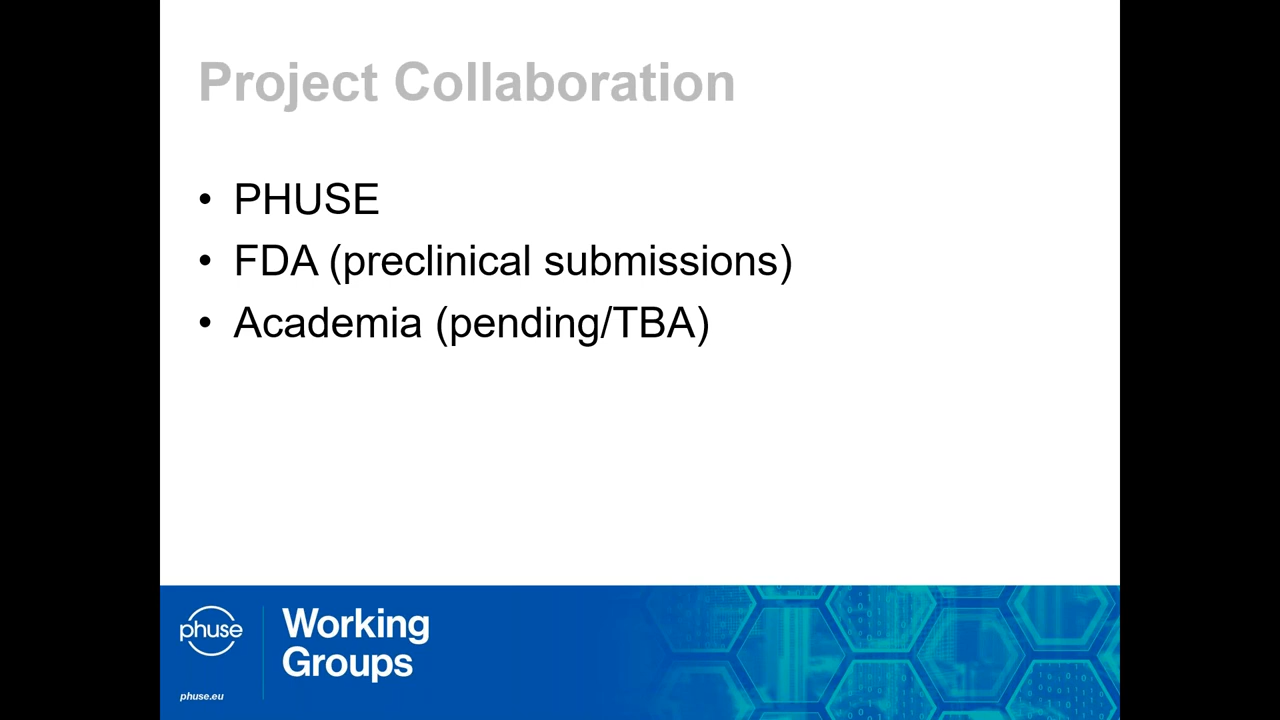 Project Collaboration
• PHUSE
• FDA (preclinical submissions)
• Academia (pending/TBA)
phuse
Working
Groups
phuse.eu